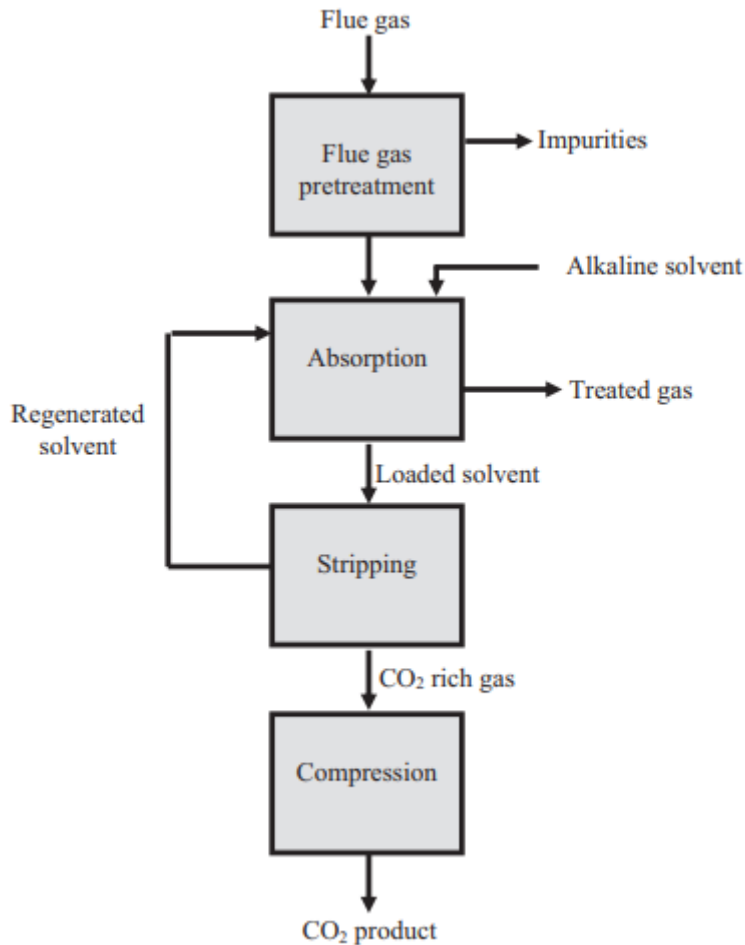 Flue gas
Flue gas
pretreatment
Impurities
Alkaline solvent
Absorption
Treated gas
Regenerated
solvent
Loaded solvent
Stripping
CO₂ rich gas
Compression
CO₂ product